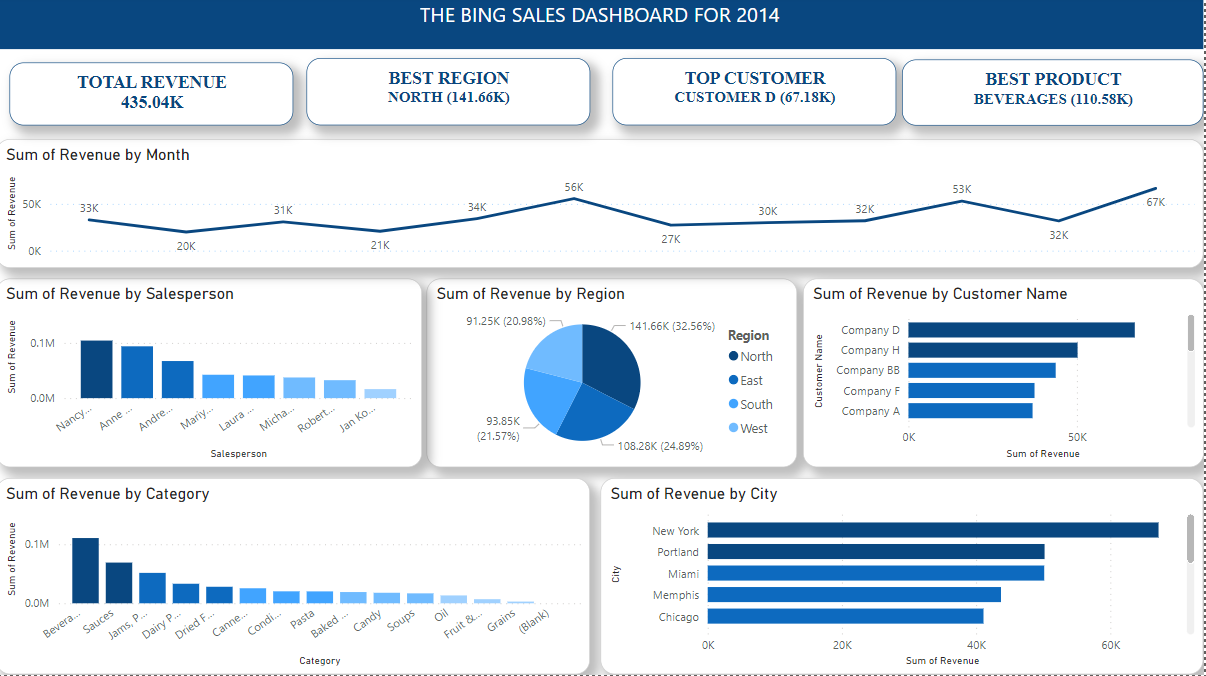 THE BING SALES DASHBOARD FOR 2014
TOTAL REVENUE
435.04K
BEST REGION
NORTH (141.66K)
TOP CUSTOMER
CUSTOMER D (67.18K)
BEST PRODUCT
BEVERAGES (110.58K)
Sum of Revenue by Month
Sum of Revenue
50K
0K
33K
20K
31K
21K
34K
56K
27K
30K
32K
53K
32K
67K
Sum of Revenue by Salesperson
Sum of Revenue
0.1M
0.0M
Nancy...
Anne ...
Andre...
Mariy...
Laura ...
Micha...
Robert...
Jan Ko...
Salesperson
Sum of Revenue by Region
91.25K (20.98%)
141.66K (32.56%)
93.85K
(21.57%)
108.28K (24.89%)
Region
North
East
South
West
Sum of Revenue by Customer Name
Customer Name
Company D
Company H
Company BB
Company F
Company A
0K
50K
Sum of Revenue
Sum of Revenue by Category
Sum of Revenue
0.1M
0.0M
Bevera...
Sauces
Jams, P...
Dairy P...
Dried F...
Canne...
Condi...
Pasta
Baked ...
Candy
Soups
Oil
Fruit &...
Grains
(Blank)
Category
Sum of Revenue by City
City
New York
Portland
Miami
Memphis
Chicago
0K
20K
40K
60K
Sum of Revenue